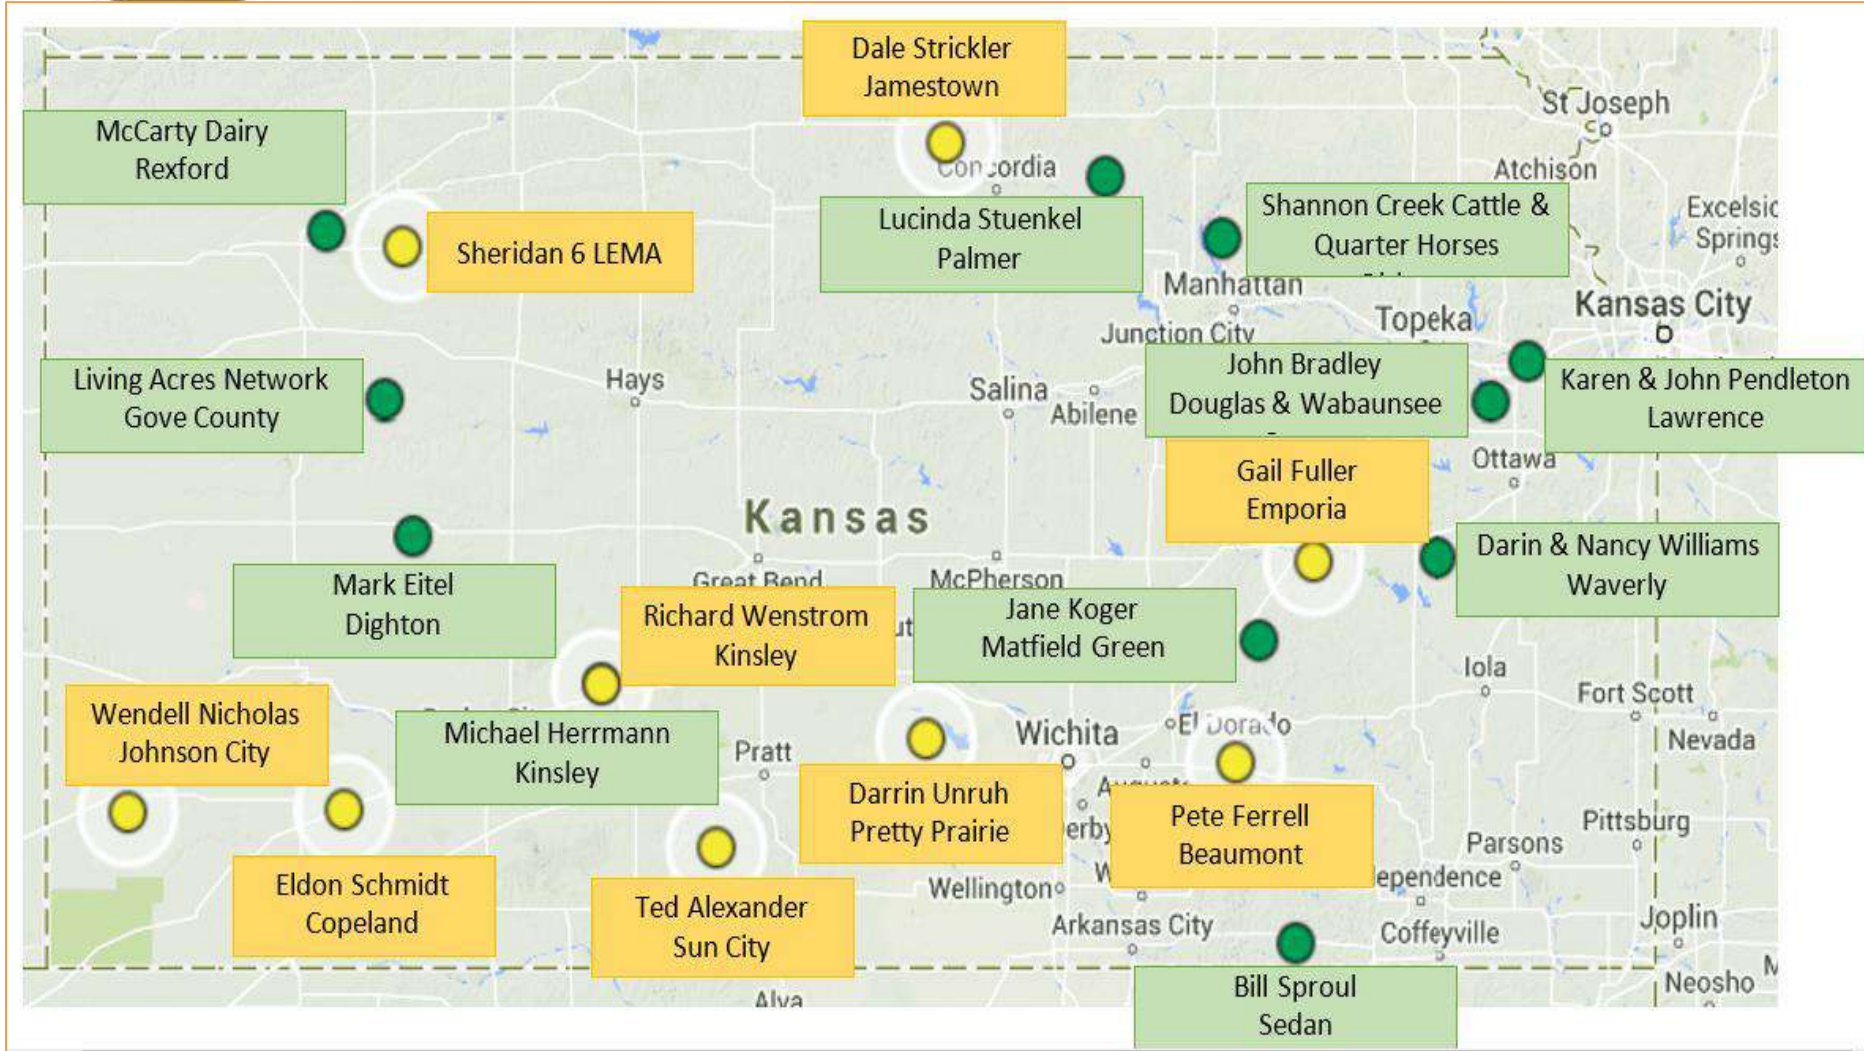 Dale Strickler
Jamestown
St Joseph
McCarty Dairy
Rexford
Concordia
Atchison
Shannon Creek Cattle &
Quarter Horses
Excelsio
Springs
Lucinda Stuenkel
Palmer
Sheridan 6 LEMA
Manhattan
Kansas City
Topeka
Junction City
John Bradley
Douglas & Wabaunsee
Karen & John Pendleton
Lawrence
Living Acres Network
Gove County
Hays
Salina
Abilene
Gail Fuller
Emporia
Ottawa
Kansas
Darin & Nancy Williams
Waverly
Mark Eitel
Dighton
Great Bend
McPherson
Richard Wenstrom
Kinsley
Jane Koger
Matfield Green
Iola
Fort Scott
Wendell Nicholas
Johnson City
Michael Herrmann
Kinsley
Pratt
Wichita
El Dorado
Nevada
Darrin Unruh
Pretty Prairie
Augusta
erby
Pete Ferrell
Beaumont
Pittsburg
Parsons
Eldon Schmidt
Copeland
Ted Alexander
Sun City
Wellington
W
ependence
Arkansas City
Coffeyville
Joplin
Bill Sproul
Sedan
Neosho
M
Alva